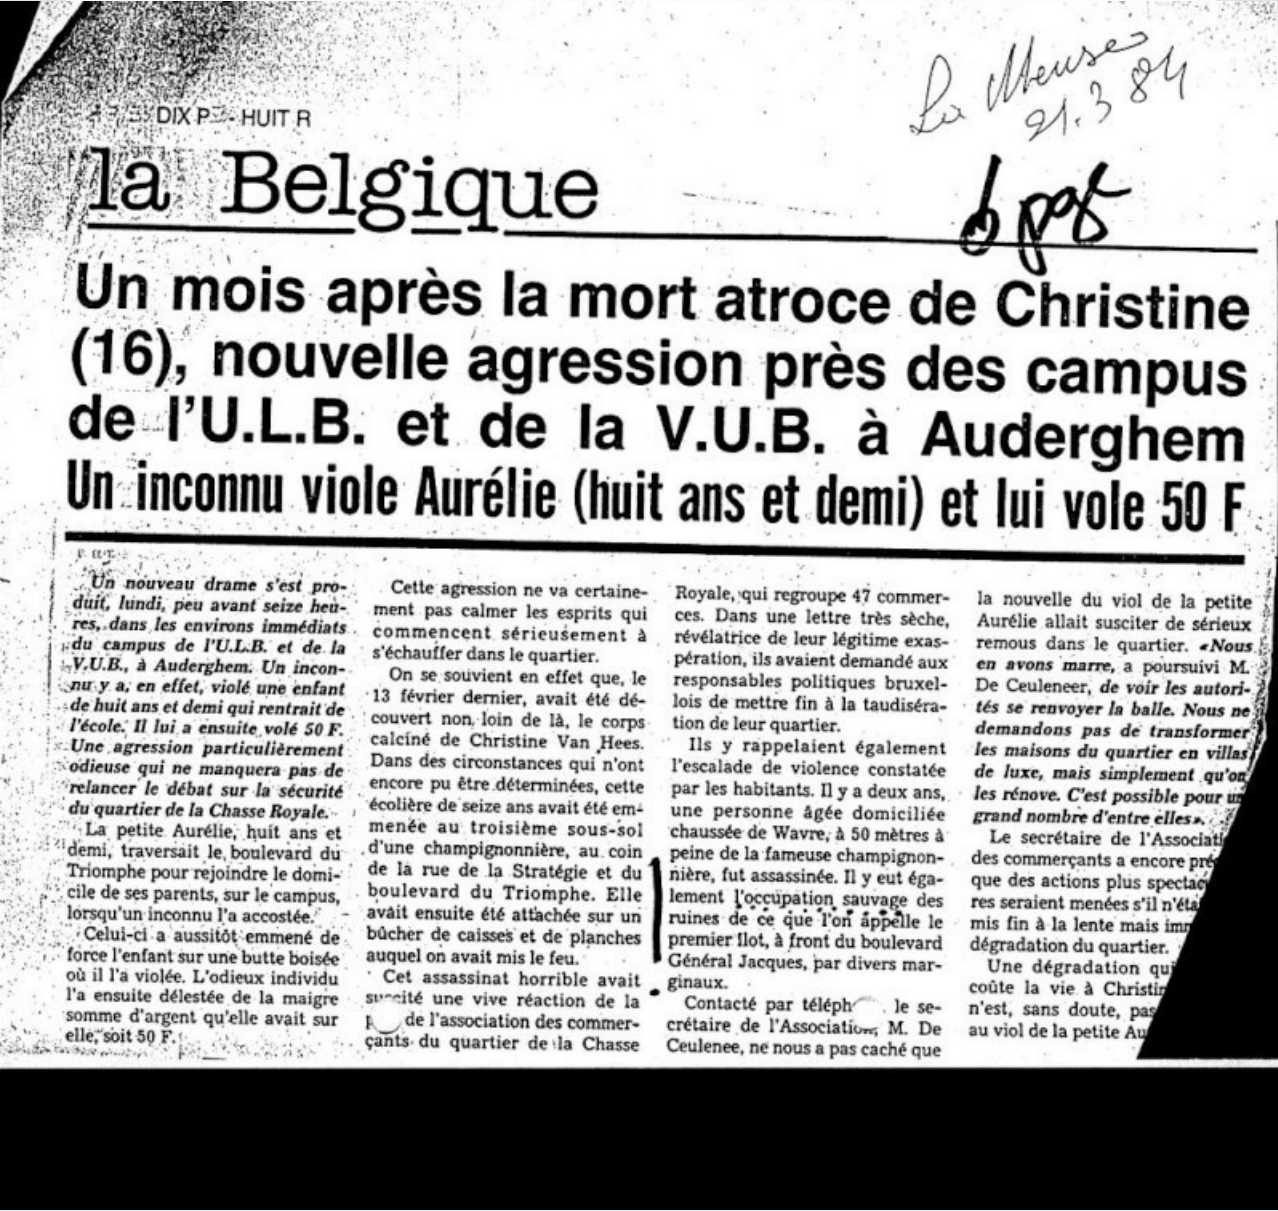 La Meuse
21.3 84
DIX P - HUIT R
la Belgique
Un mois après la mort atroce de Christine
(16), nouvelle agression près des campus
de l'U.L.B. et de la V.U.B. à Auderghem
Un inconnu viole Aurélie (huit ans et demi) et lui vole 50 F
Un nouveau drame s'est pro-
duit, lundi, peu avant seize heu-
res, dans les environs immédiats
du campus de l'U.L.B. et de la
V.U.B., à Auderghem. Un incon-
nu y a, en effet, violé une enfant
de huit ans et demi qui rentrait de
l'école. Il lui a ensuite volé 50 F.
Une agression particulièrement
odieuse qui ne manquera pas de
relancer le débat sur la sécurité
du quartier de la Chasse Royale.
La petite Aurélie, huit ans et
demi, traversait le boulevard du
Triomphe pour rejoindre le domi-
cile de ses parents, sur le campus,
lorsqu'un inconnu l'a accostée.
Celui-ci a aussitôt emmené de
force l'enfant sur une butte boisée
où il l'a violée. L'odieux individu
l'a ensuite délestée de la maigre
somme d'argent qu'elle avait sur
elle, soit 50 F.
Cette agression ne va certaine-
ment pas calmer les esprits qui
commencent sérieusement à
s'échauffer dans le quartier.
On se souvient en effet que, le
13 février dernier, avait été dé-
couvert non loin de là, le corps
calciné de Christine Van Hees.
Dans des circonstances qui n'ont
encore pu être déterminées, cette
écolière de seize ans avait été em-
menée au troisième sous-sol
d'une champignonnière, au coin
de la rue de la Stratégie et du
boulevard du Triomphe. Elle
avait ensuite été attachée sur un
bûcher de caisses et de planches
auquel on avait mis le feu.
Cet assassinat horrible avait
suscité une vive réaction de la
p de l'association des commer-
çants du quartier de la Chasse
Royale, qui regroupe 47 commer-
ces. Dans une lettre très sèche,
révélatrice de leur légitime exas-
pération, ils avaient demandé aux
responsables politiques bruxel-
lois de mettre fin à la taudiséra-
tion de leur quartier.
Ils y rappelaient également
l'escalade de violence constatée
par les habitants. Il y a deux ans,
une personne âgée domiciliée
chaussée de Wavre, à 50 mètres à
peine de la fameuse champignon-
nière, fut assassinée. Il y eut éga-
lement l'occupation sauvage des
ruines de ce que l'on appelle le
premier îlot, à front du boulevard
Général Jacques, par divers mar-
ginaux.
Contacté par téléph le se-
crétaire de l'Association, M. De
Ceulenee, ne nous a pas caché que
la nouvelle du viol de la petite
Aurélie allait susciter de sérieux
remous dans le quartier. «Nous
en avons marre, a poursuivi M.
De Ceuleneer, de voir les autori-
tés se renvoyer la balle. Nous ne
demandons pas de transformer
les maisons du quartier en villas
de luxe, mais simplement qu'on
les rénove. C'est possible pour un
grand nombre d'entre elles».
Le secrétaire de l'Associati
des commerçants a encore pré
que des actions plus spectac
res seraient menées s'il n'éta
mis fin à la lente mais imm
dégradation du quartier.
Une dégradation qui
coûte la vie à Christin
n'est, sans doute, pas
au viol de la petite Au